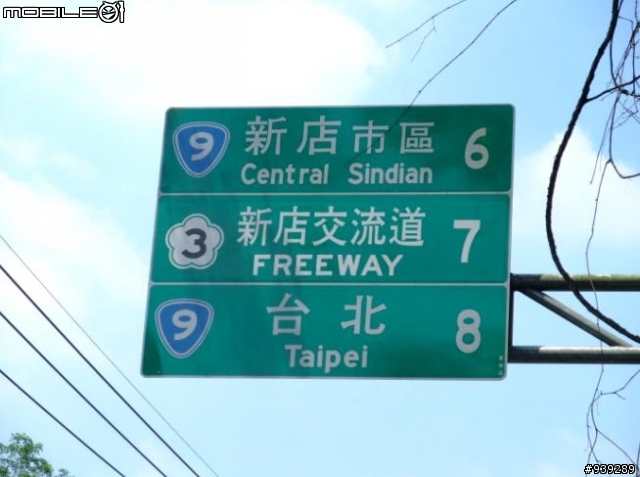 MOBILE01
9 新店市區 6
Central Sindian
3 新店交流道 7
FREEWAY
9 台北 8
Taipei
#939289